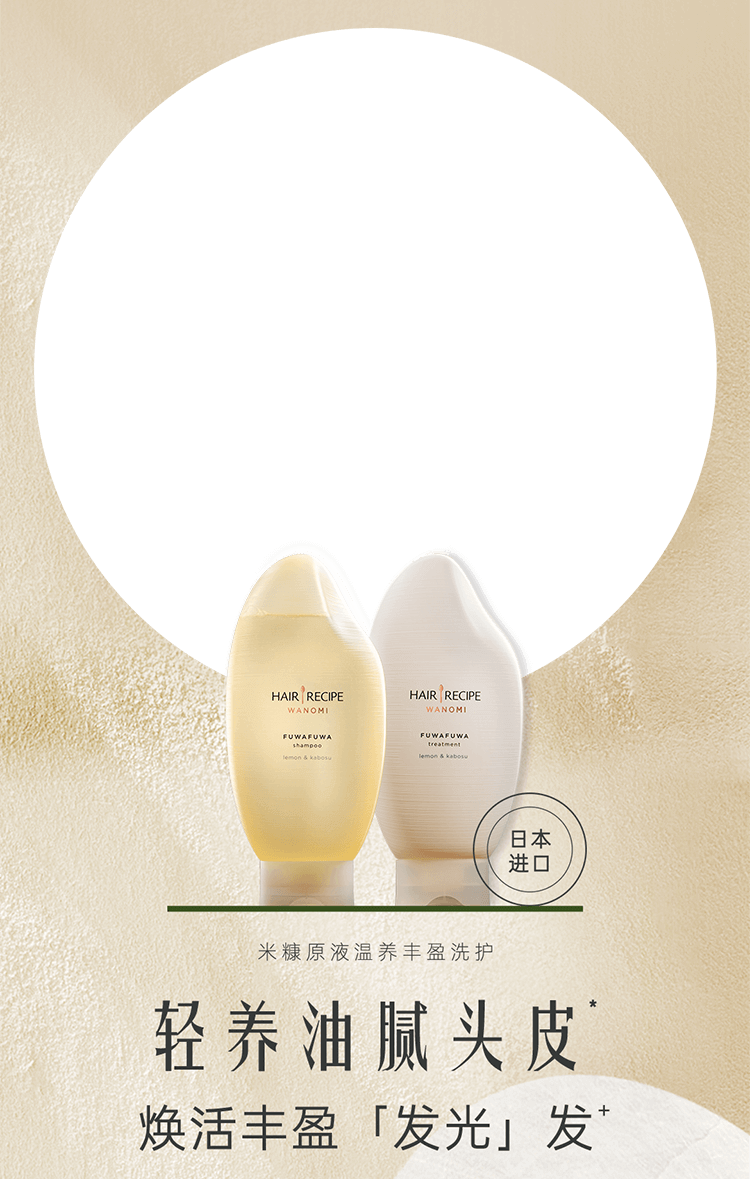 HAIR RECIPE
WANOMI
FUWAFUWA
shampoo
lemon & kabosu
HAIR RECIPE
WANOMI
FUWAFUWA
treatment
lemon & kabosu
日本
进口
米糠原液温养丰盈洗护
轻养油腻头皮*
焕活丰盈「发光」发+